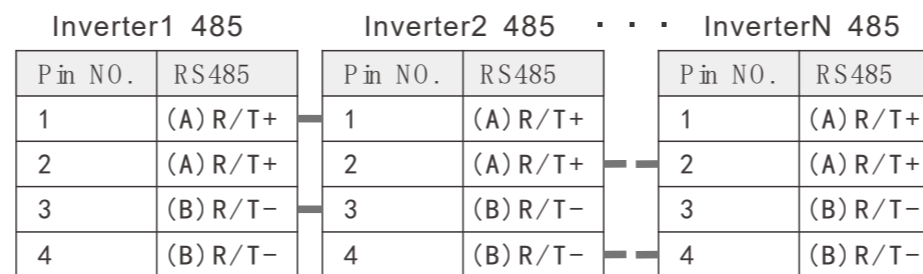 Inverter1 485 Inverter2 485 · · · InverterN 485
Pin NO. RS485 Pin NO. RS485 Pin NO. RS485
1 (A)R/T+ 1 (A)R/T+ 1 (A)R/T+
2 (A)R/T+ 2 (A)R/T+ 2 (A)R/T+
3 (B)R/T- 3 (B)R/T- 3 (B)R/T-
4 (B)R/T- 4 (B)R/T- 4 (B)R/T-